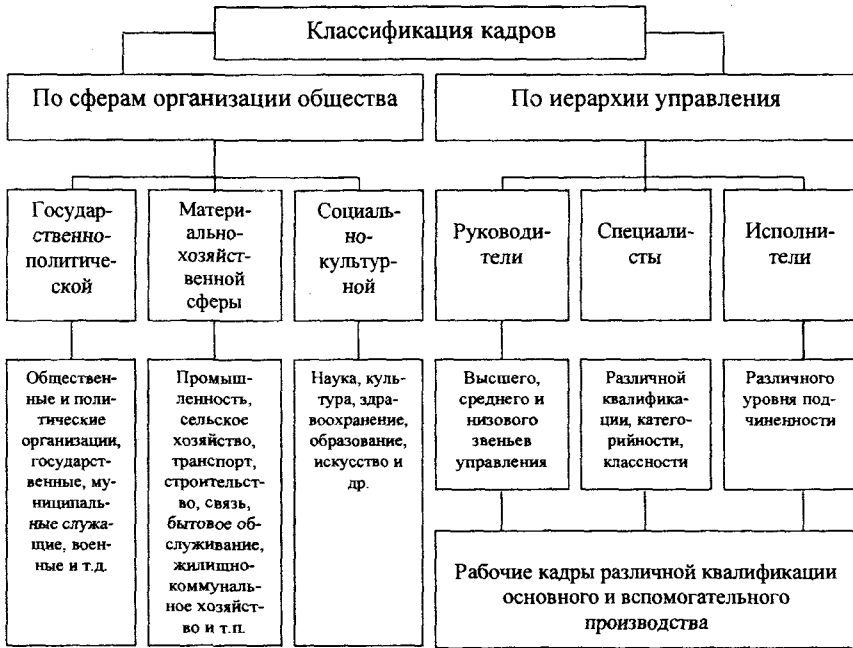 Классификация кадров
По сферам организации общества
По иерархии управления
Государ-
ственно-
политиче-
ской
Матери-
ально-
хозяйст-
венной
сферы
Социаль-
но-
культур-
ной
Руководи-
тели
Специали-
сты
Исполни-
тели
Обществен-
ные и поли-
тические
организации,
государст-
венные, му-
ниципаль-
ные служа-
щие, воен-
ные и т.д.
Промыш-
ленность,
сельское
хозяйство,
транспорт,
строительст-
во, связь,
бытовое об-
служивание,
жилищно-
коммуналь-
ное хозяйст-
во и т.п.
Наука, куль-
тура, здра-
воохранение,
образование,
искусство и
др.
Высшего,
среднего и
низового
звеньев
управления
Различной
квалифика-
ции, катего-
рийности,
классности
Различного
уровня под-
чиненности
Рабочие кадры различной квалификации
основного и вспомогательного
производства